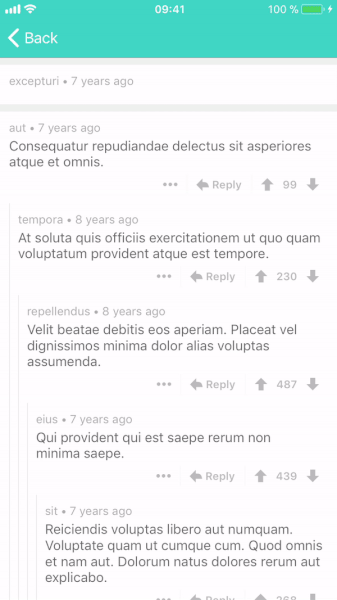 09:41
100 %
Back
excepturi • 7 years ago
aut • 7 years ago
Consequatur repudiandae delectus sit asperiores
atque et omnis.
••• Reply 99
tempora • 8 years ago
At soluta quis officiis exercitationem ut quo quam
voluptatum provident atque est tempore.
••• Reply 230
repellendus • 8 years ago
Velit beatae debitis eos aperiam. Placeat vel
dignissimos minima dolor alias voluptas
assumenda.
••• Reply 487
eius • 7 years ago
Qui provident qui est saepe rerum non
minima saepe.
••• Reply 439
sit • 7 years ago
Reiciendis voluptas libero aut numquam.
Voluptate quam ut cumque cum. Quod omnis
et nam aut. Dolorum natus dolores rerum aut
explicabo.
Reply 268